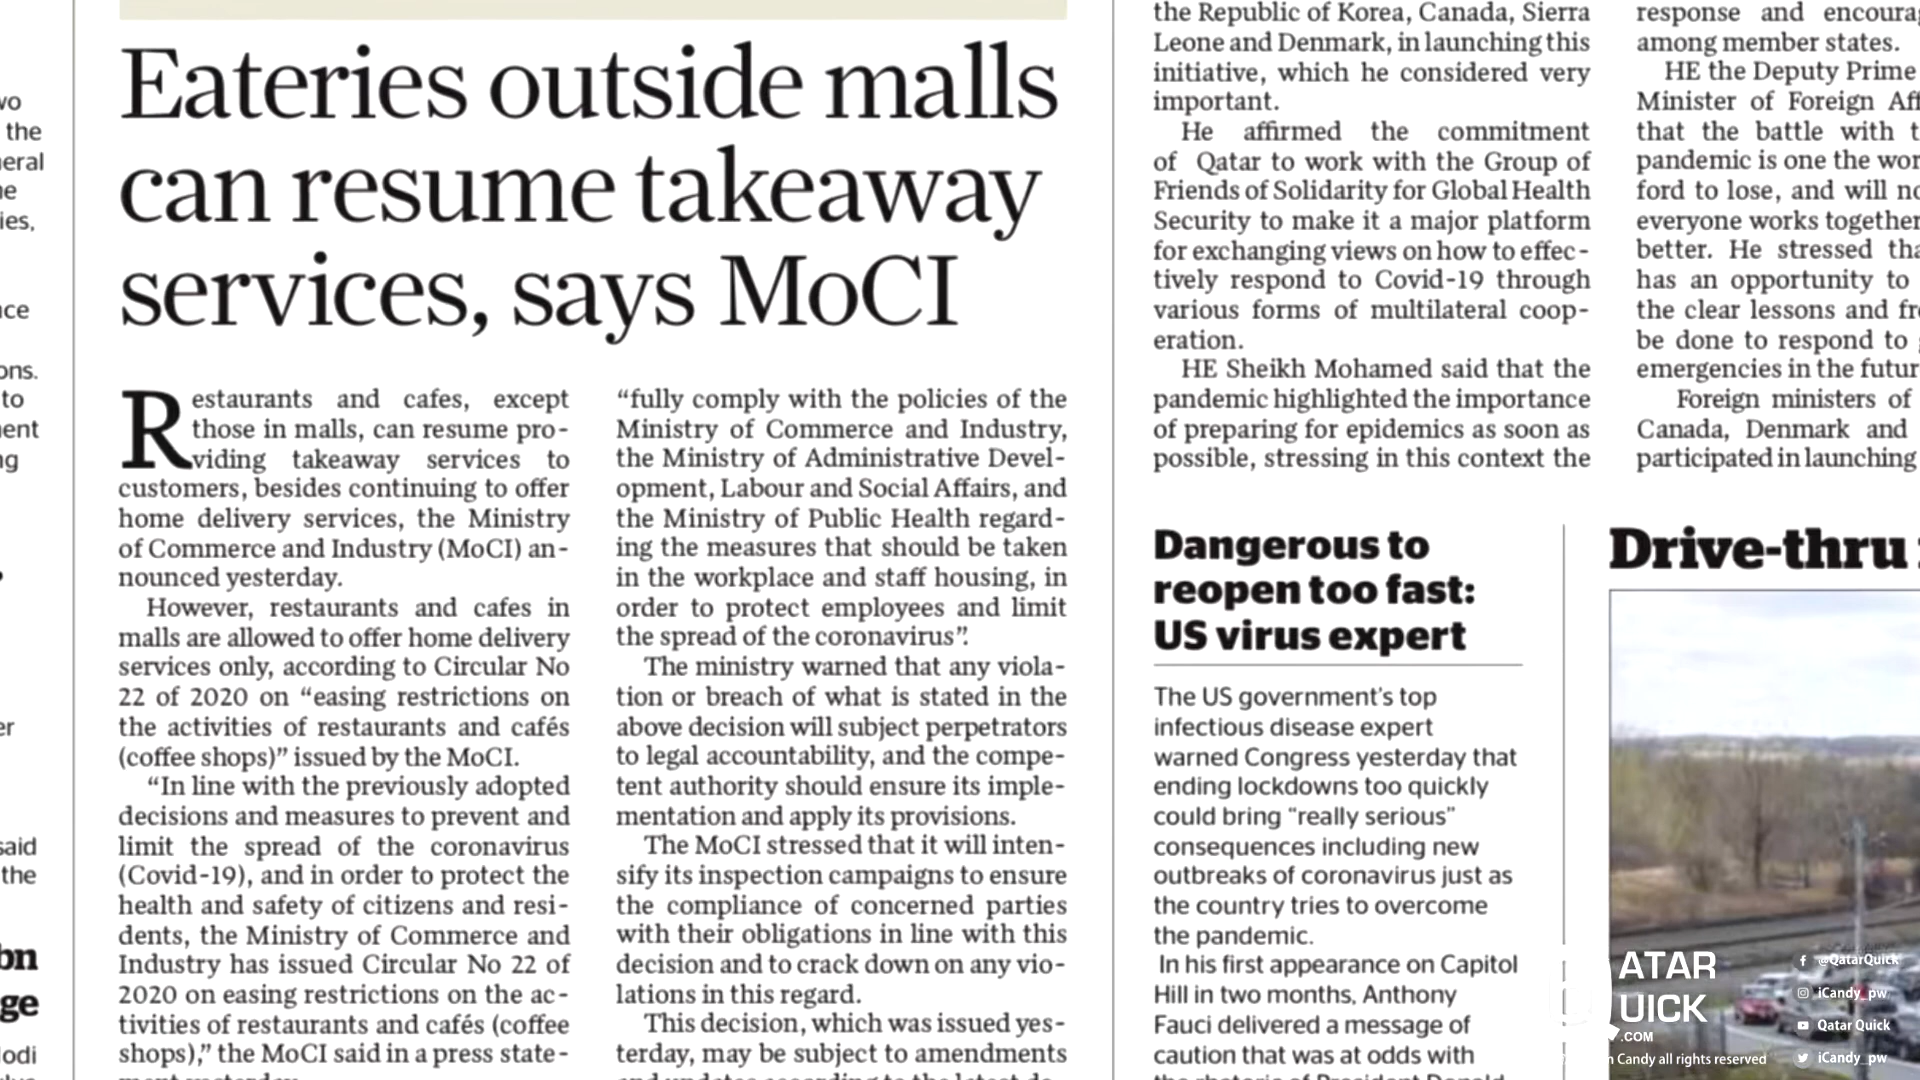 wo
the
eral
ies,
ons.
to
ent
said
the
Eateries outside malls
can resume takeaway
services, says MoCI
Restaurants and cafes, except
those in malls, can resume pro-
viding takeaway services to
customers, besides continuing to offer
home delivery services, the Ministry
of Commerce and Industry (MoCI) an-
nounced yesterday.
However, restaurants and cafes in
malls are allowed to offer home delivery
services only, according to Circular No
22 of 2020 on “easing restrictions on
the activities of restaurants and cafés
(coffee shops)” issued by the MoCI.
“In line with the previously adopted
decisions and measures to prevent and
limit the spread of the coronavirus
(Covid-19), and in order to protect the
health and safety of citizens and resi-
dents, the Ministry of Commerce and
Industry has issued Circular No 22 of
2020 on easing restrictions on the ac-
tivities of restaurants and cafés (coffee
shops),” the MoCI said in a press state-
“fully comply with the policies of the
Ministry of Commerce and Industry,
the Ministry of Administrative Devel-
opment, Labour and Social Affairs, and
the Ministry of Public Health regard-
ing the measures that should be taken
in the workplace and staff housing, in
order to protect employees and limit
the spread of the coronavirus”.
The ministry warned that any viola-
tion or breach of what is stated in the
above decision will subject perpetrators
to legal accountability, and the compe-
tent authority should ensure its imple-
mentation and apply its provisions.
The MoCI stressed that it will inten-
sify its inspection campaigns to ensure
the compliance of concerned parties
with their obligations in line with this
decision and to crack down on any vio-
lations in this regard.
This decision, which was issued yes-
terday, may be subject to amendments
the Republic of Korea, Canada, Sierra
Leone and Denmark, in launching this
initiative, which he considered very
important.
He affirmed the commitment
of Qatar to work with the Group of
Friends of Solidarity for Global Health
Security to make it a major platform
for exchanging views on how to effec-
tively respond to Covid-19 through
various forms of multilateral coop-
eration.
HE Sheikh Mohamed said that the
pandemic highlighted the importance
of preparing for epidemics as soon as
possible, stressing in this context the
response and encourag
among member states.
HE the Deputy Prime
Minister of Foreign Aff
that the battle with t
pandemic is one the wor
ford to lose, and will no
everyone works together
better. He stressed tha
has an opportunity to
the clear lessons and fr
be done to respond to
emergencies in the futur
Foreign ministers of
Canada, Denmark and
participated in launching
Dangerous to
reopen too fast:
US virus expert
The US government’s top
infectious disease expert
warned Congress yesterday that
ending lockdowns too quickly
could bring “really serious”
consequences including new
outbreaks of coronavirus just as
the country tries to overcome
the pandemic.
In his first appearance on Capitol
Hill in two months, Anthony
Fauci delivered a message of
caution that was at odds with
Drive-thru
QATAR
QUICK
.COM
Candy all rights reserved
@QatarQuick
iCandy_pw
Qatar Quick
iCandy_pw